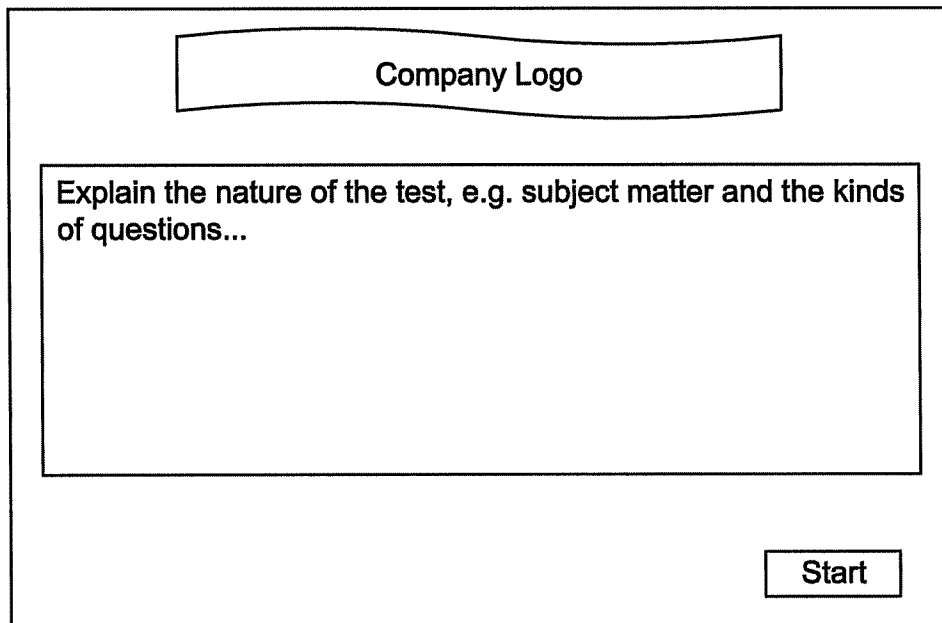 Company Logo
Explain the nature of the test, e.g. subject matter and the kinds
of questions...
Start